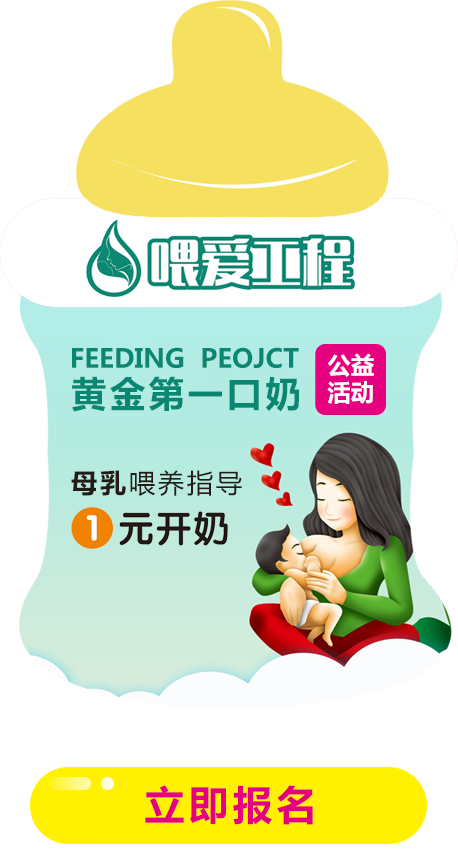 喂爱工程
FEEDING PEOJCT
黄金第一口奶
公益
活动
母乳喂养指导
1元开奶
立即报名